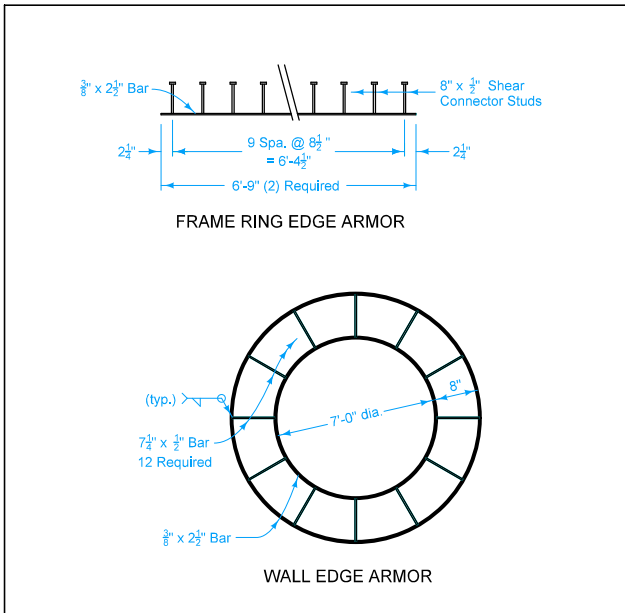 3/8" x 2 1/2" Bar
8" x 1/2" Shear
Connector Studs
2 1/4"
9 Spa. @ 8 1/2"
= 6'-4 1/2"
2 1/4"
6'-9" (2) Required
FRAME RING EDGE ARMOR
8"
(typ.)
7'-0" dia.
7 1/4" x 1/2" Bar
12 Required
3/8" x 2 1/2" Bar
WALL EDGE ARMOR